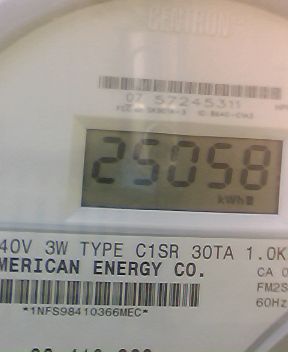 CENTRON
07 57245311
25058
kWh
40V 3W TYPE C1SR 30TA 1.0K
MERICAN ENERGY CO.
CA 0
FM2S
60Hz
*1NFS98410366MEC*